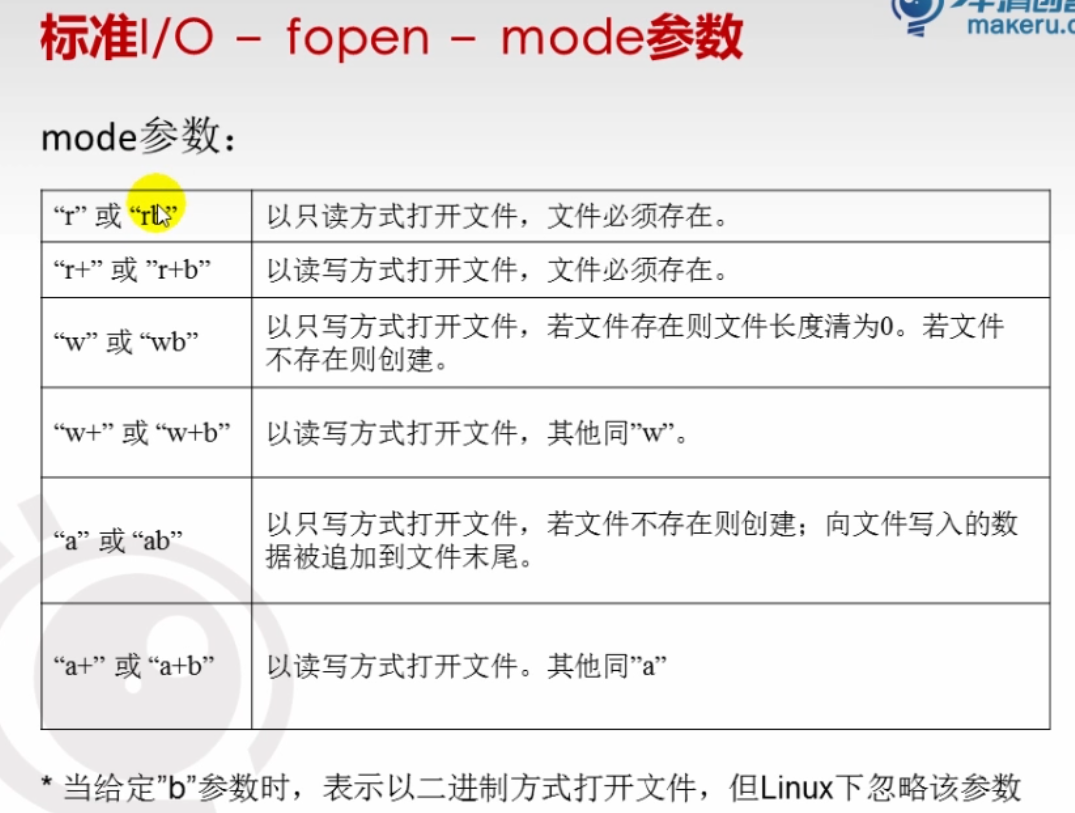 标准I/O – fopen – mode参数
makeru.c
mode参数：
“r” 或 “rb” 以只读方式打开文件，文件必须存在。
“r+” 或 ”r+b” 以读写方式打开文件，文件必须存在。
“w” 或 “wb” 以只写方式打开文件，若文件存在则文件长度清为0。若文件
不存在则创建。
“w+” 或 “w+b” 以读写方式打开文件，其他同”w”。
“a” 或 “ab” 以只写方式打开文件，若文件不存在则创建；向文件写入的数
据被追加到文件末尾。
“a+” 或 “a+b” 以读写方式打开文件。其他同”a”
* 当给定”b”参数时，表示以二进制方式打开文件，但Linux下忽略该参数